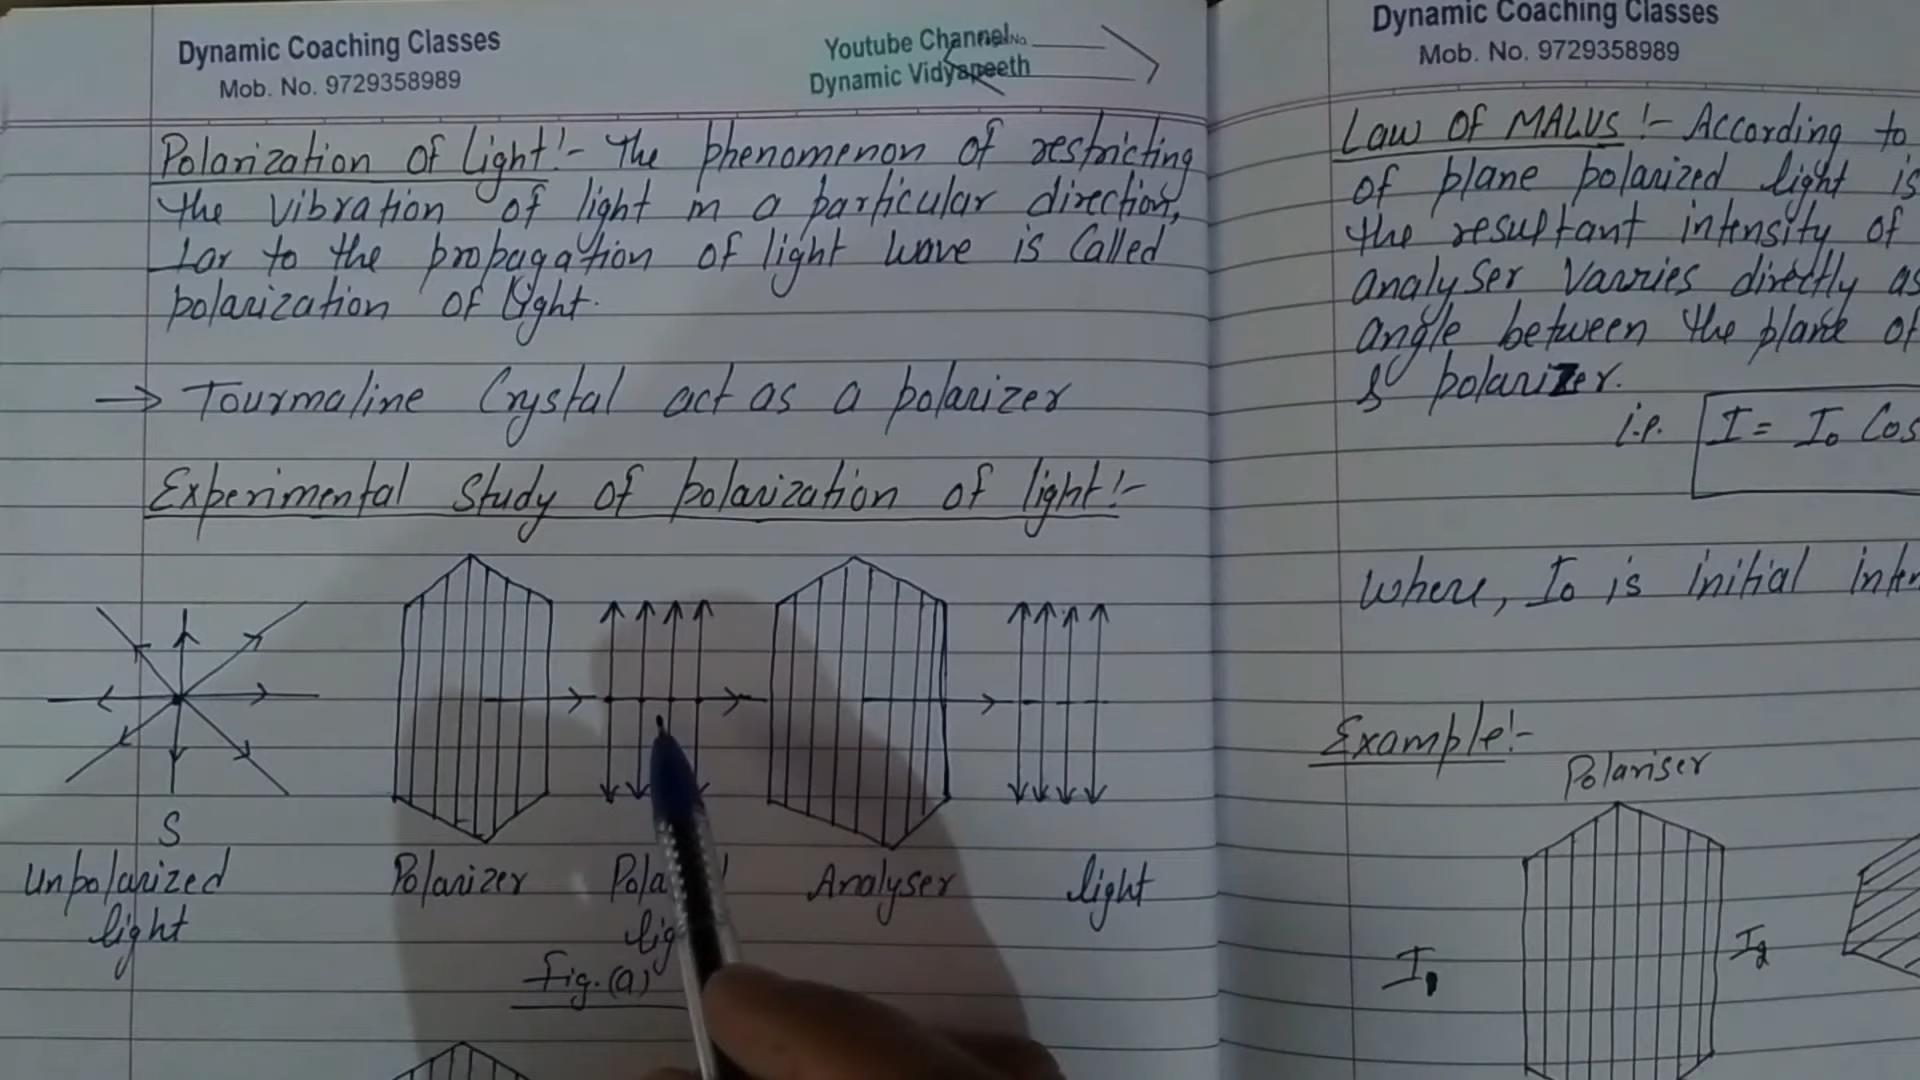 Dynamic Coaching Classes
Mob. No. 9729358989
Youtube Channel
Dynamic Vidyapeeth
Polarization of light :- The phenomenon of restricting
the vibration of light in a particular direction,
⊥ar to the propagation of light wave is Called
polarization of light.
→ Tourmaline Crystal act as a polarizer
Experimental Study of polarization of light :-
S
Unpolarized
light
Polarizer
Analyser
light
Fig.(a)
Dynamic Coaching Classes
Mob. No. 9729358989
Law of MALUS :- According to
of plane polarized light is
the resultant intensity of
analyser Varries directly as
angle between the plane of
& polarizer.
i.e. I = I₀ Cos
Where, I₀ is initial
Example :-
Polariser
I₁
I₂